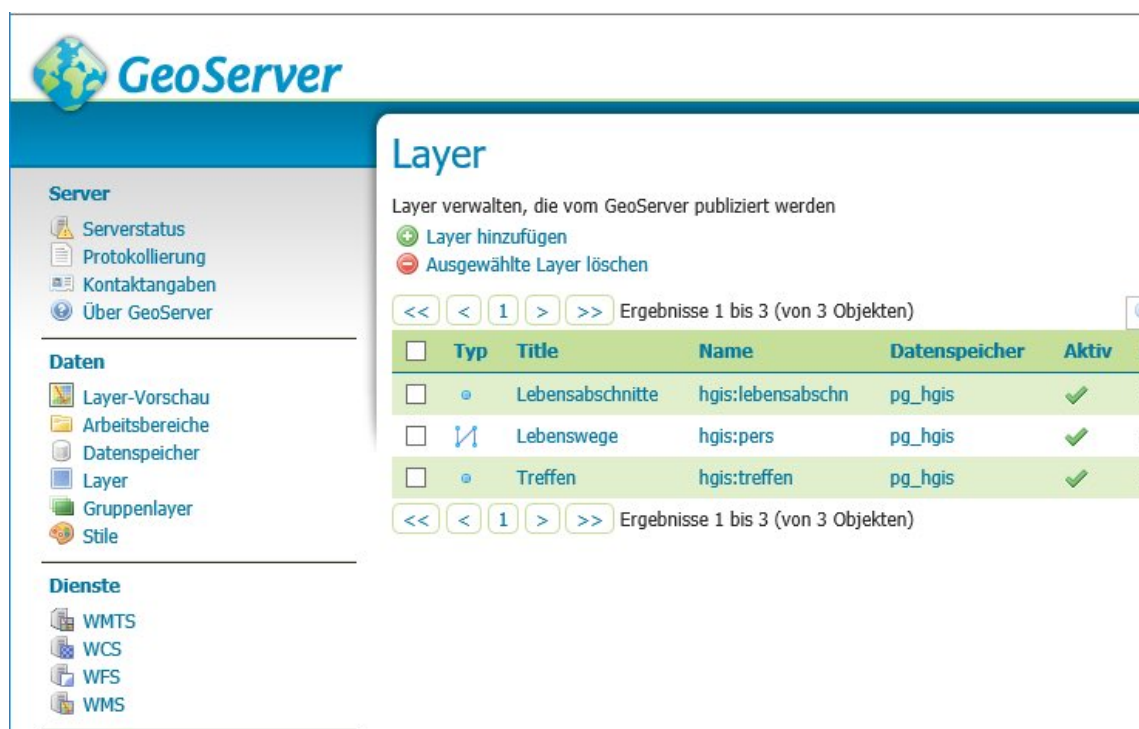 GeoServer
Server
Serverstatus
Protokollierung
Kontaktangaben
Über GeoServer
Daten
Layer-Vorschau
Arbeitsbereiche
Datenspeicher
Layer
Gruppenlayer
Stile
Dienste
WMTS
WCS
WFS
WMS
Layer
Layer verwalten, die vom GeoServer publiziert werden
Layer hinzufügen
Ausgewählte Layer löschen
<< < 1 > >> Ergebnisse 1 bis 3 (von 3 Objekten)
Typ Title Name Datenspeicher Aktiv
Lebensabschnitte hgis:lebensabschn pg_hgis
Lebenswege hgis:pers pg_hgis
Treffen hgis:treffen pg_hgis
<< < 1 > >> Ergebnisse 1 bis 3 (von 3 Objekten)